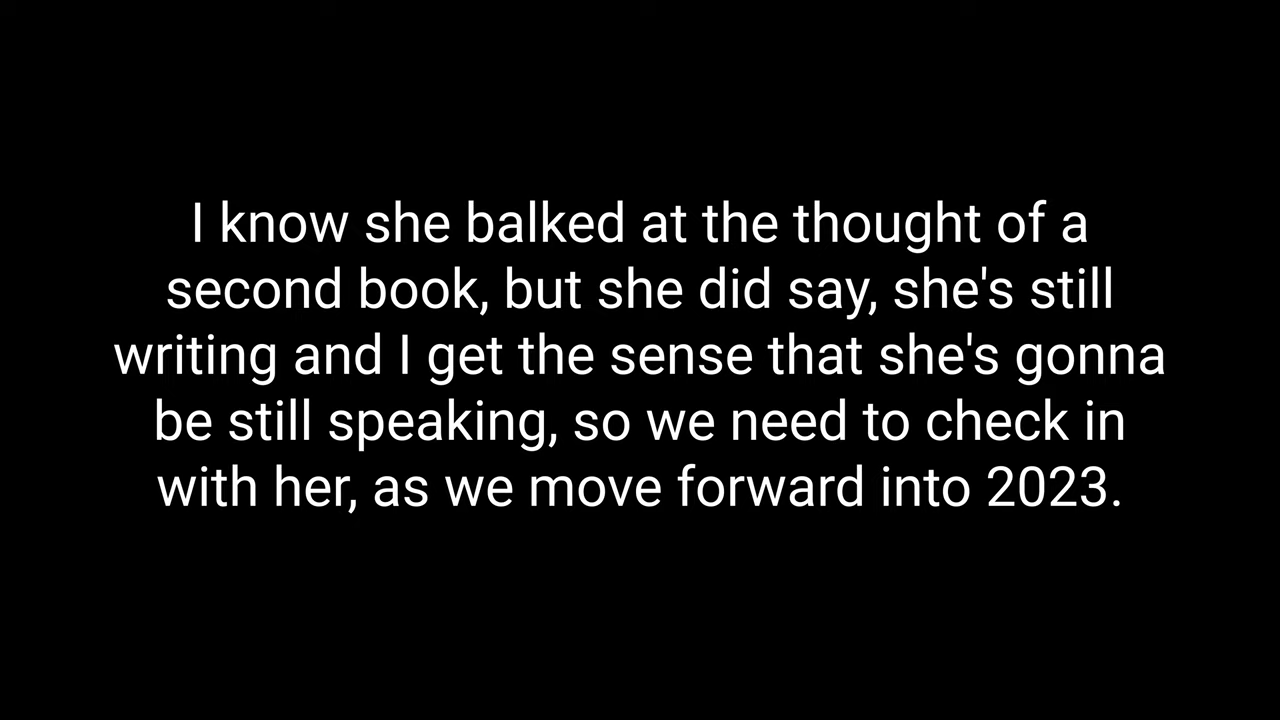 I know she balked at the thought of a
second book, but she did say, she's still
writing and I get the sense that she's gonna
be still speaking, so we need to check in
with her, as we move forward into 2023.